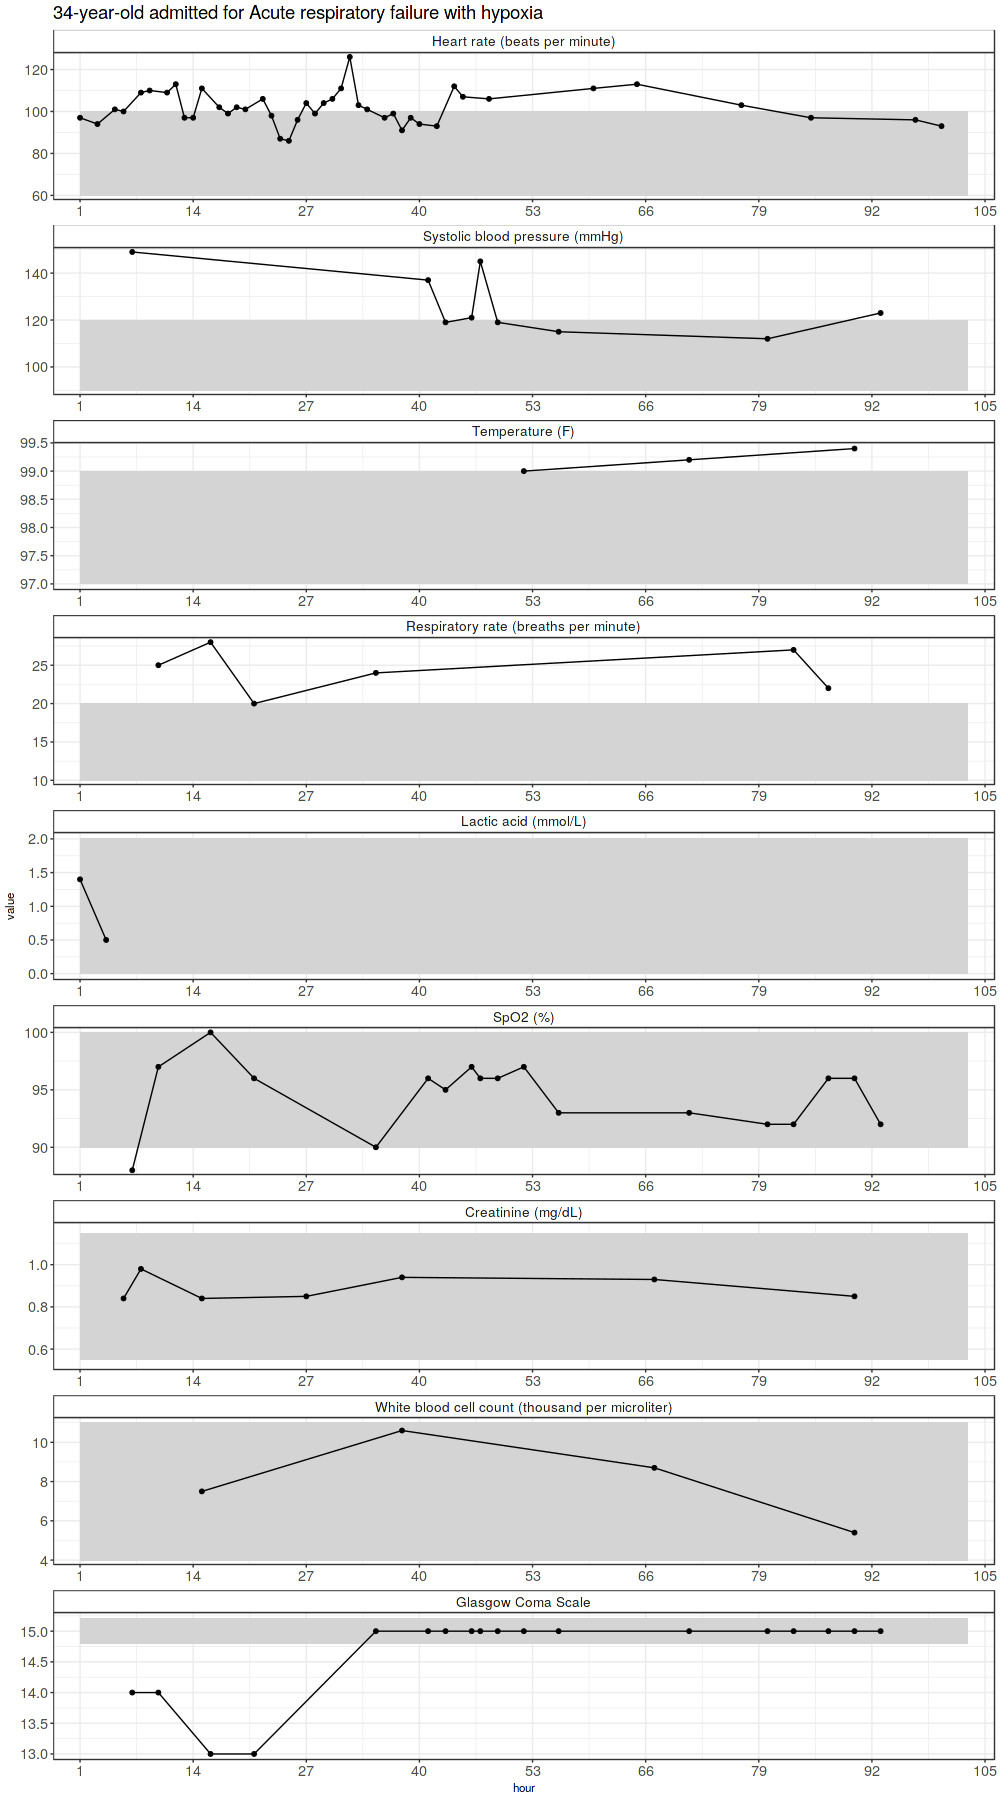 34-year-old admitted for Acute respiratory failure with hypoxia
Heart rate (beats per minute)
120
100
80
60
1 14 27 40 53 66 79 92 105
Systolic blood pressure (mmHg)
140
120
100
1 14 27 40 53 66 79 92 105
Temperature (F)
99.5
99.0
98.5
98.0
97.5
97.0
1 14 27 40 53 66 79 92 105
Respiratory rate (breaths per minute)
25
20
15
10
1 14 27 40 53 66 79 92 105
Lactic acid (mmol/L)
2.0
1.5
1.0
0.5
0.0
1 14 27 40 53 66 79 92 105
value
SpO2 (%)
100
95
90
1 14 27 40 53 66 79 92 105
Creatinine (mg/dL)
1.0
0.8
0.6
1 14 27 40 53 66 79 92 105
White blood cell count (thousand per microliter)
10
8
6
4
1 14 27 40 53 66 79 92 105
Glasgow Coma Scale
15.0
14.5
14.0
13.5
13.0
1 14 27 40 53 66 79 92 105
hour